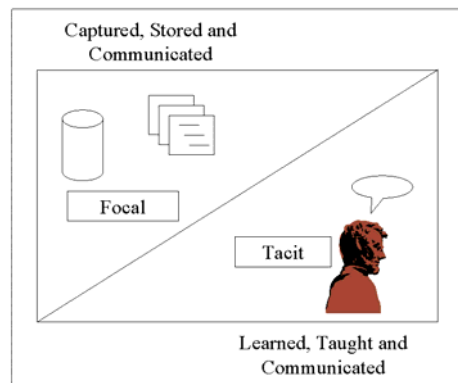 Captured, Stored and
Communicated
Focal
Tacit
Learned, Taught and
Communicated